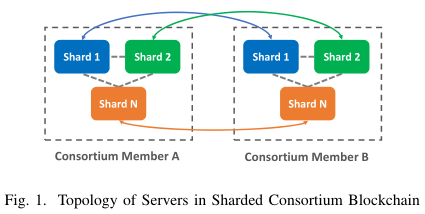 Shard 1 Shard 2 Shard 1 Shard 2
Shard N Shard N
Consortium Member A Consortium Member B
Fig. 1. Topology of Servers in Sharded Consortium Blockchain